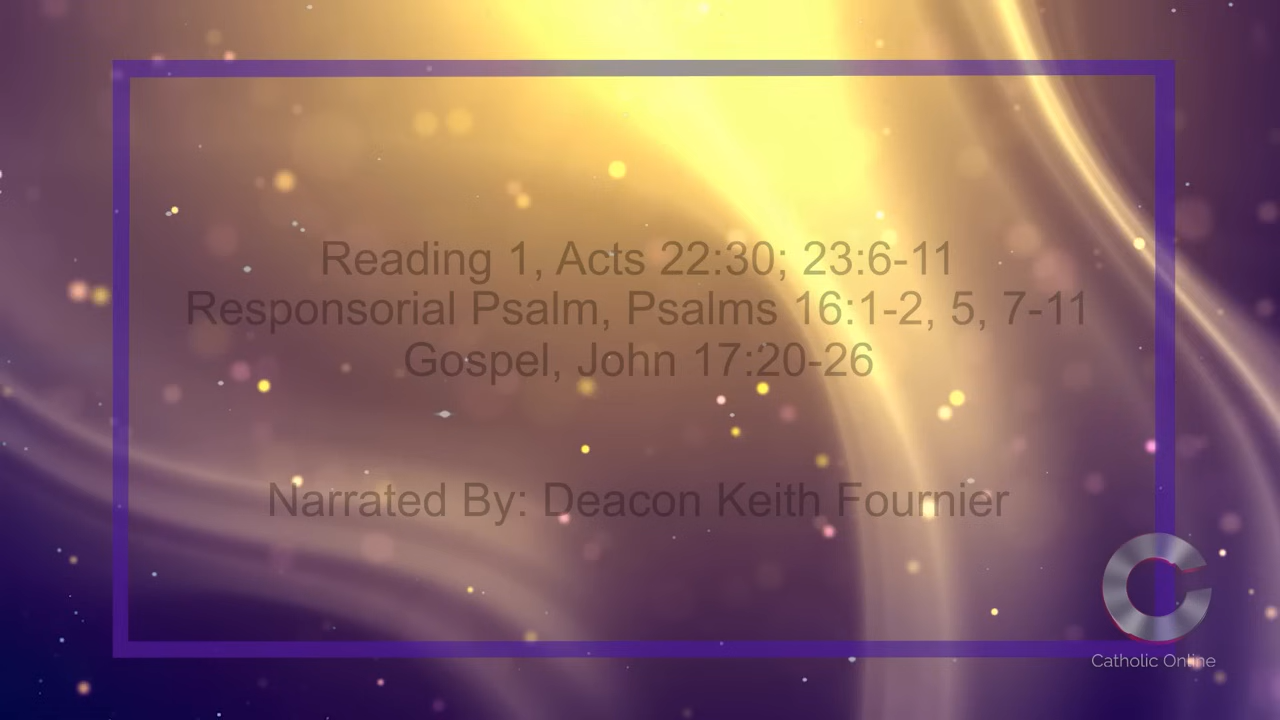 Reading 1, Acts 22:30; 23:6-11
Responsorial Psalm, Psalms 16:1-2, 5, 7-11
Gospel, John 17:20-26
Narrated By: Deacon Keith Fournier
Catholic Online